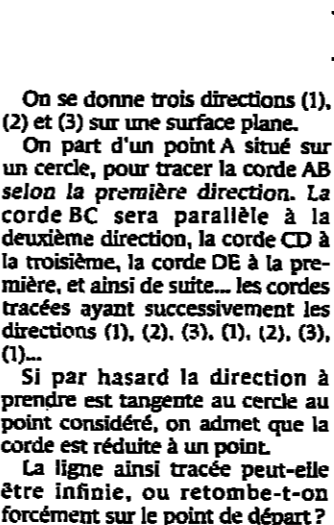 On se donne trois directions (1),
(2) et (3) sur une surface plane.
On part d'un point A situé sur
un cercle, pour tracer la corde AB
selon la première direction. La
corde BC sera parallèle à la
deuxième direction, la corde CD à
la troisième, la corde DE à la pre-
mière, et ainsi de suite... les cordes
tracées ayant successivement les
directions (1), (2), (3), (1), (2), (3),
(1)...
Si par hasard la direction à
prendre est tangente au cercle au
point considéré, on admet que la
corde est réduite à un point.
La ligne ainsi tracée peut-elle
être infinie, ou retombe-t-on
forcément sur le point de départ ?